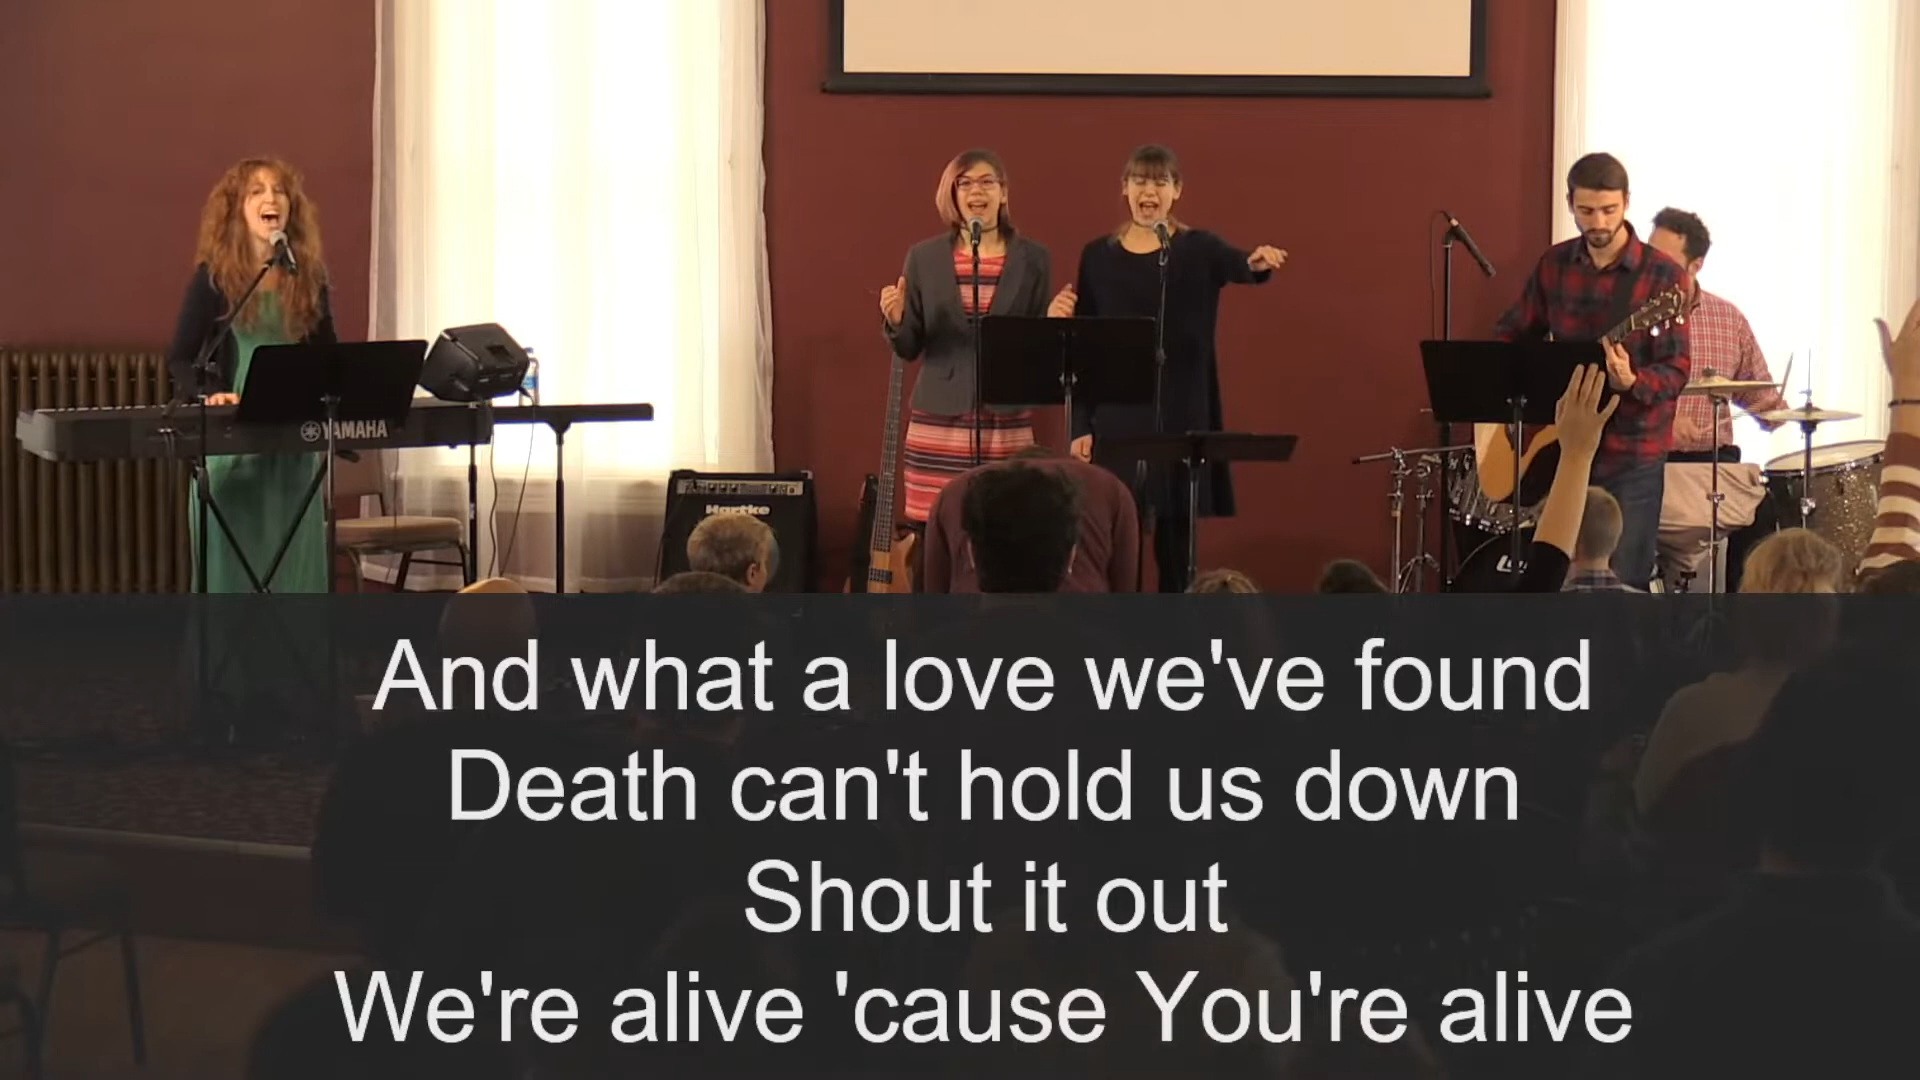 YAMAHA
Hartke
And what a love we've found
Death can't hold us down
Shout it out
We're alive 'cause You're alive